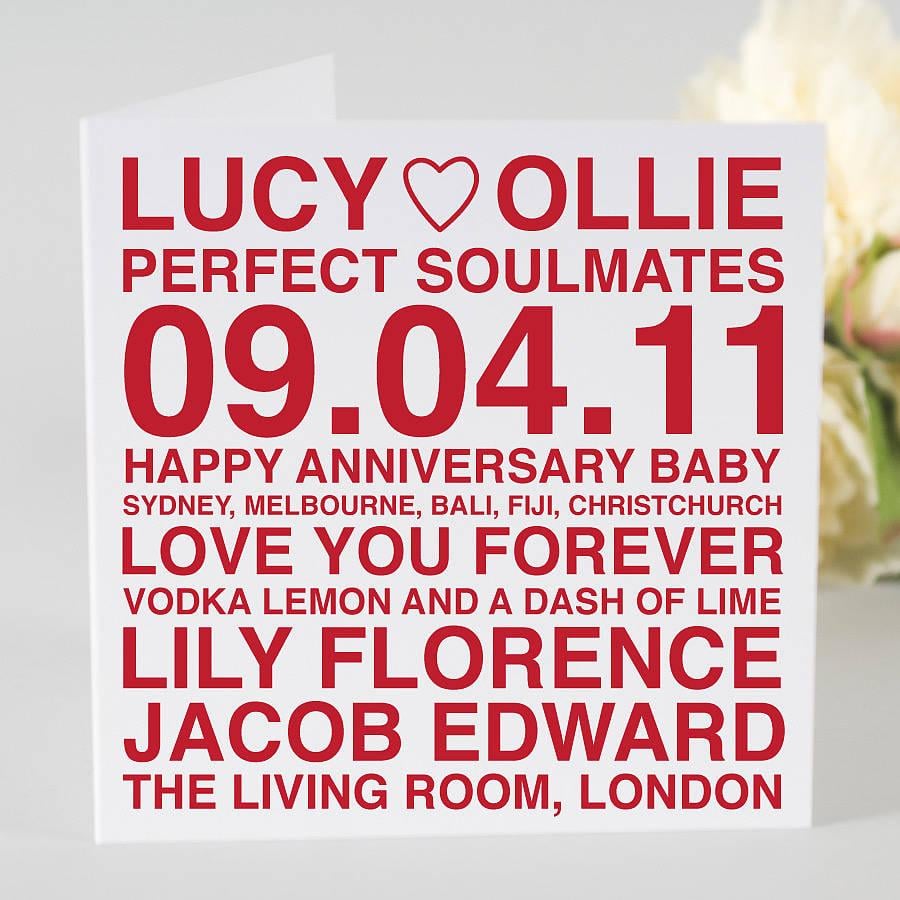 LUCY ♡ OLLIE
PERFECT SOULMATES
09.04.11
HAPPY ANNIVERSARY BABY
SYDNEY, MELBOURNE, BALI, FIJI, CHRISTCHURCH
LOVE YOU FOREVER
VODKA LEMON AND A DASH OF LIME
LILY FLORENCE
JACOB EDWARD
THE LIVING ROOM, LONDON